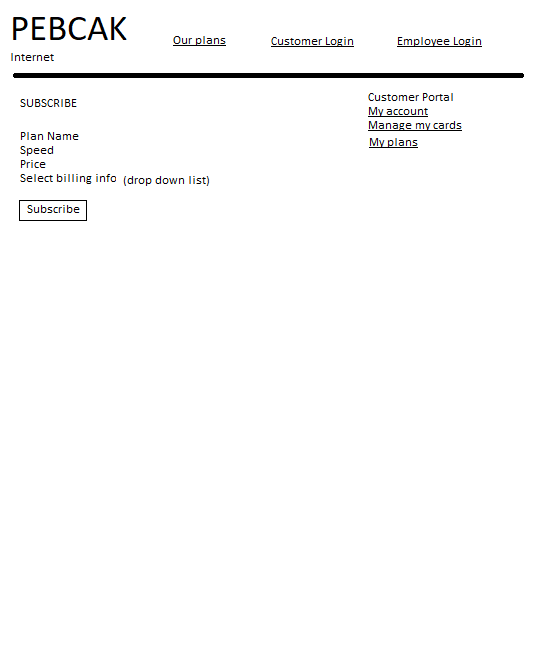 PEBCAK
Internet
Our plans
Customer Login
Employee Login
SUBSCRIBE
Plan Name
Speed
Price
Select billing info (drop down list)
Subscribe
Customer Portal
My account
Manage my cards
My plans